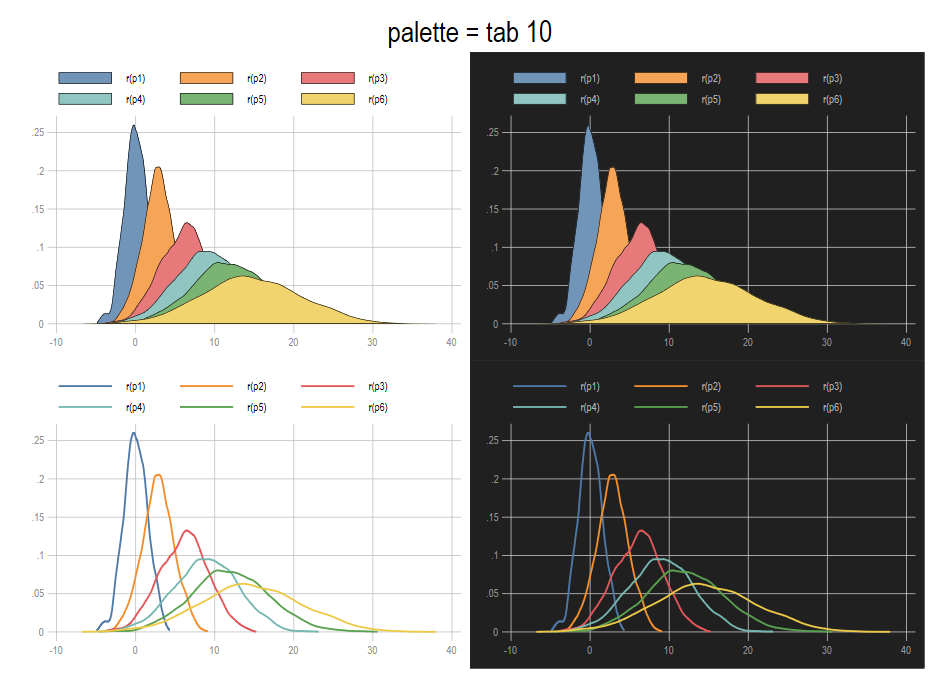 palette = tab 10
r(p1) r(p2) r(p3)
r(p4) r(p5) r(p6)
.25
.2
.15
.1
.05
0
-10 0 10 20 30 40
r(p1) r(p2) r(p3)
r(p4) r(p5) r(p6)
.25
.2
.15
.1
.05
0
-10 0 10 20 30 40
r(p1) r(p2) r(p3)
r(p4) r(p5) r(p6)
.25
.2
.15
.1
.05
0
-10 0 10 20 30 40
r(p1) r(p2) r(p3)
r(p4) r(p5) r(p6)
.25
.2
.15
.1
.05
0
-10 0 10 20 30 40